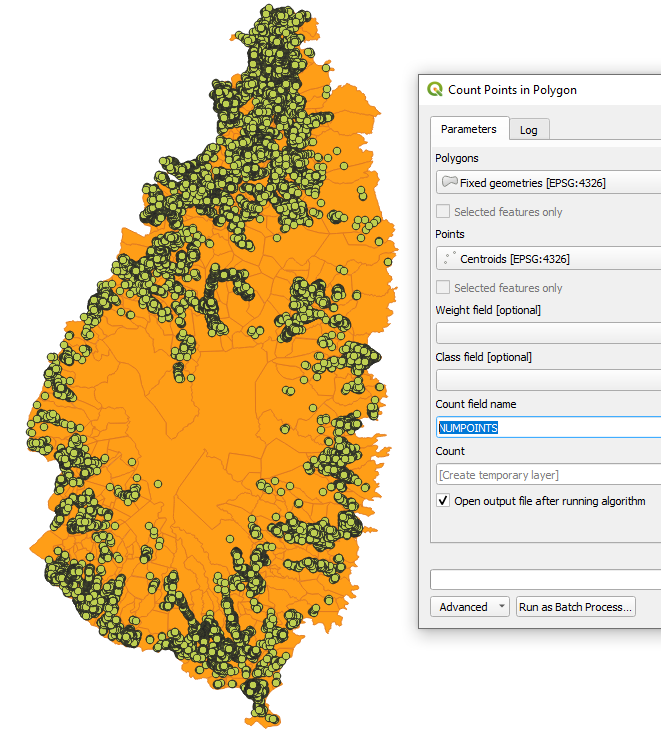 Count Points in Polygon
Parameters
Log
Polygons
Fixed geometries [EPSG:4326]
Selected features only
Points
Centroids [EPSG:4326]
Selected features only
Weight field [optional]
Class field [optional]
Count field name
NUMPOINTS
Count
[Create temporary layer]
Open output file after running algorithm
Advanced
Run as Batch Process...